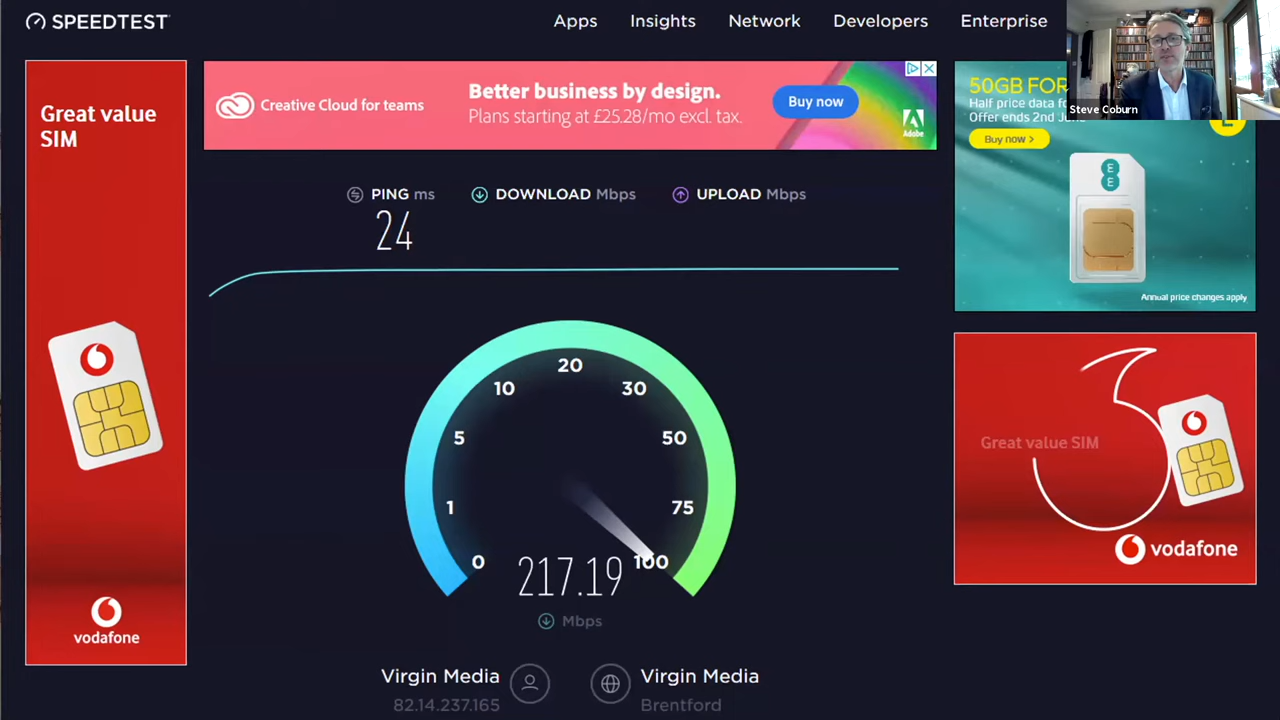 SPEEDTEST
Apps
Insights
Network
Developers
Enterprise
Steve Coburn
Great value
SIM
vodafone
Creative Cloud for teams
Better business by design.
Plans starting at £25.28/mo excl. tax.
Buy now
Adobe
50GB FOR
Half price data fo
Offer ends 2nd June
Buy now >
E
E
Annual price changes apply
PING ms
24
DOWNLOAD Mbps
UPLOAD Mbps
0
1
5
10
20
30
50
75
100
217.19
Mbps
Great value SIM
vodafone
Virgin Media
82.14.237.165
Virgin Media
Brentford